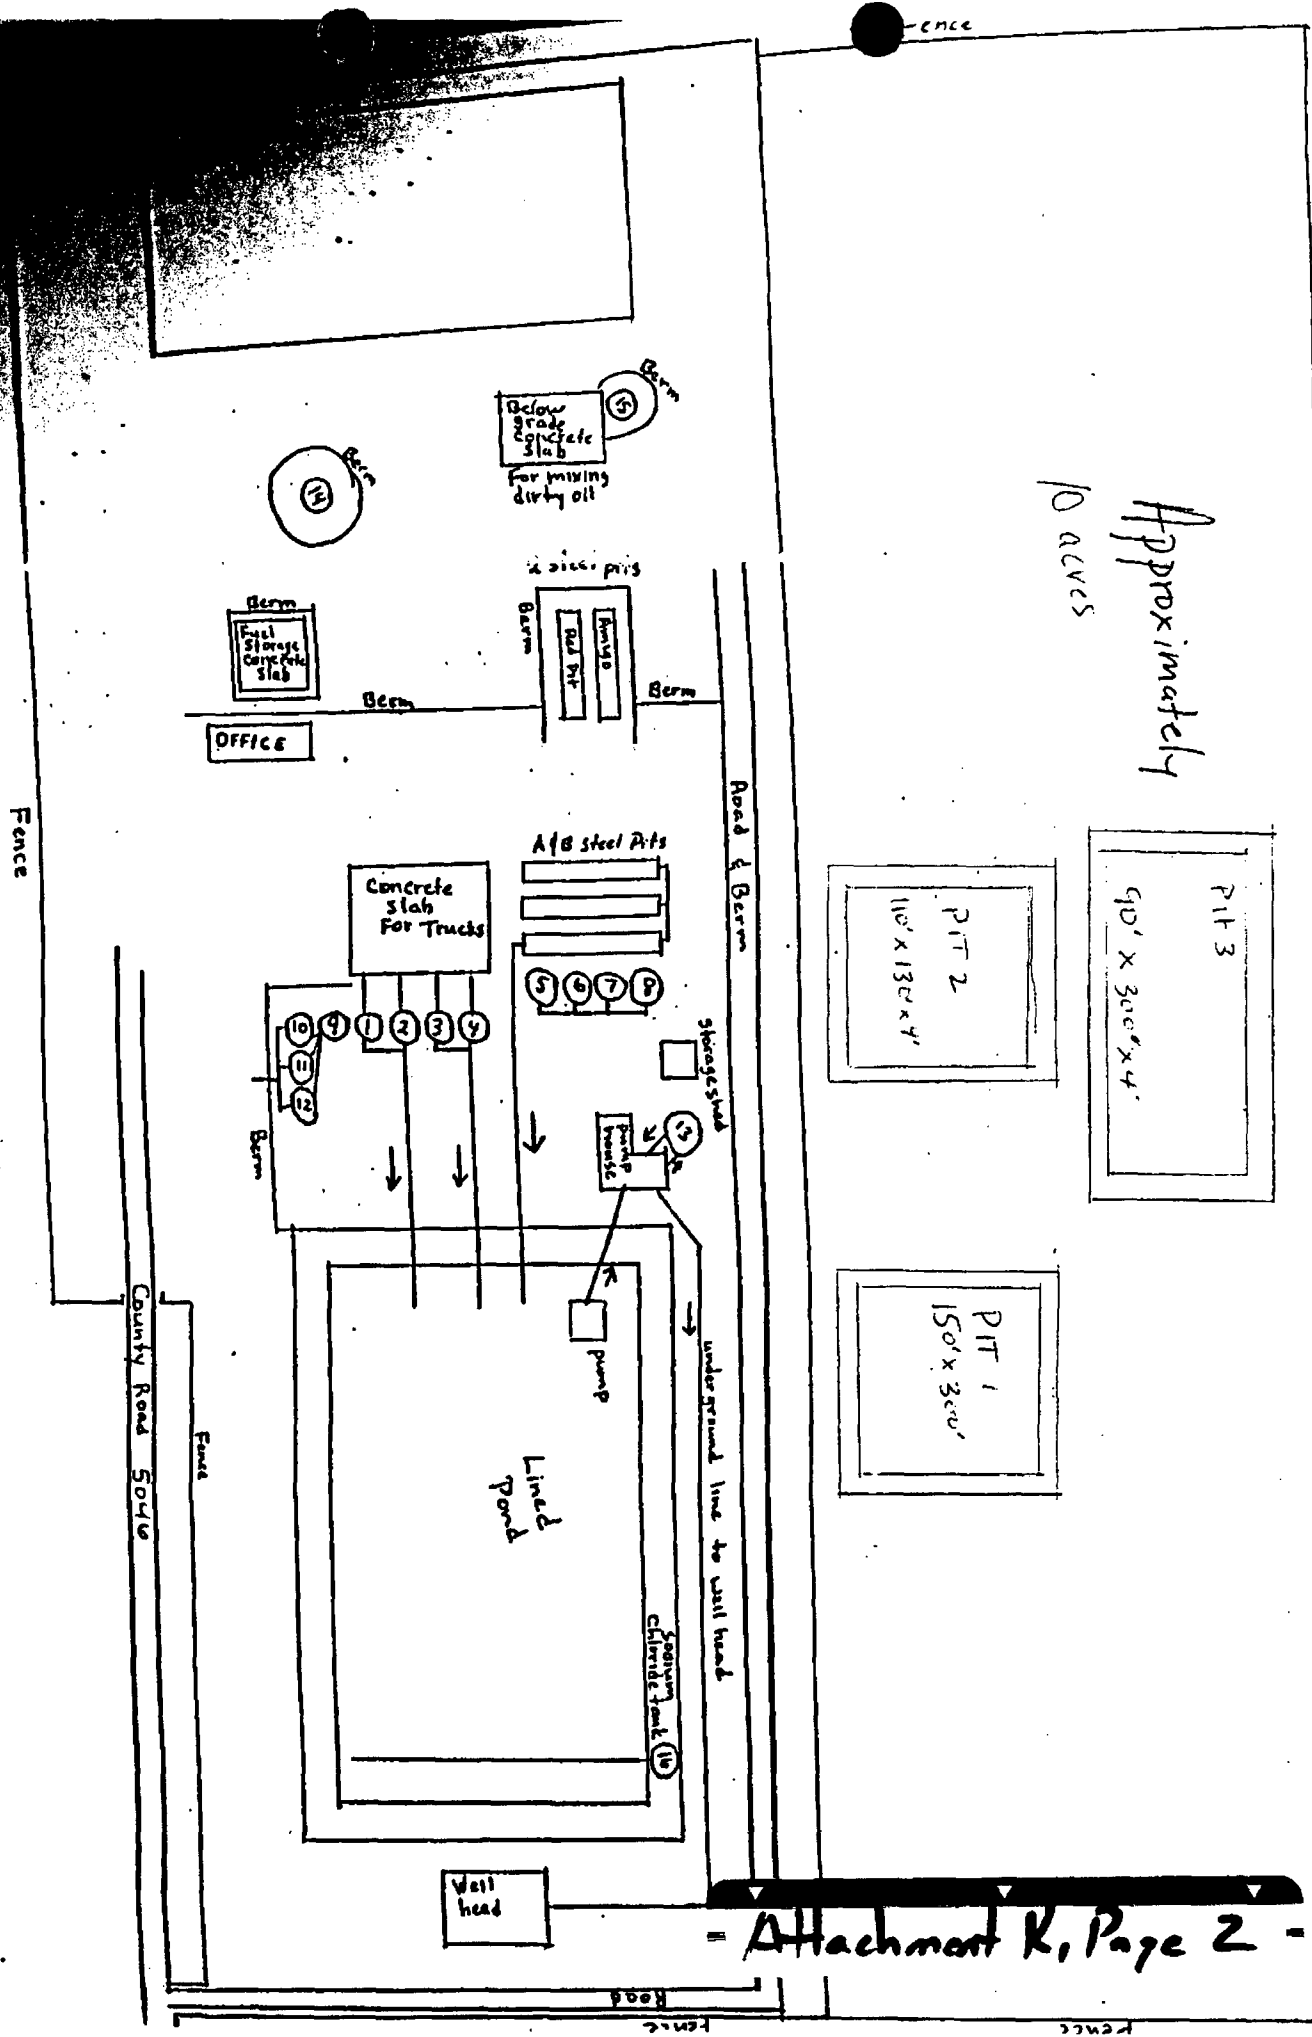 ence
Approximately
10 acres
Pit 3
90' x 300' x 4'
PIT 2
110' x 130' x 4'
PIT 1
150' x 300'
Berm
15
Below
grade
concrete
slab
For mixing
dirty oil
Berm
14
pits
Berm
Amigo
Red Pit
Berm
Berm
Fuel
Storage
Concrete
Slab
Berm
OFFICE
Road & Berm
Fence
A/B Steel Pits
Concrete
Slab
For Trucks
5 6 7 8
10 9 1 2 3 4
11
12
Berm
storage shed
13
pump
house
pump
underground line to well head
Lined
Pond
Sodium
chloride tank
16
County Road 5046
Fence
Well
head
- Attachment K, Page 2 -
Road
Fence
Fence